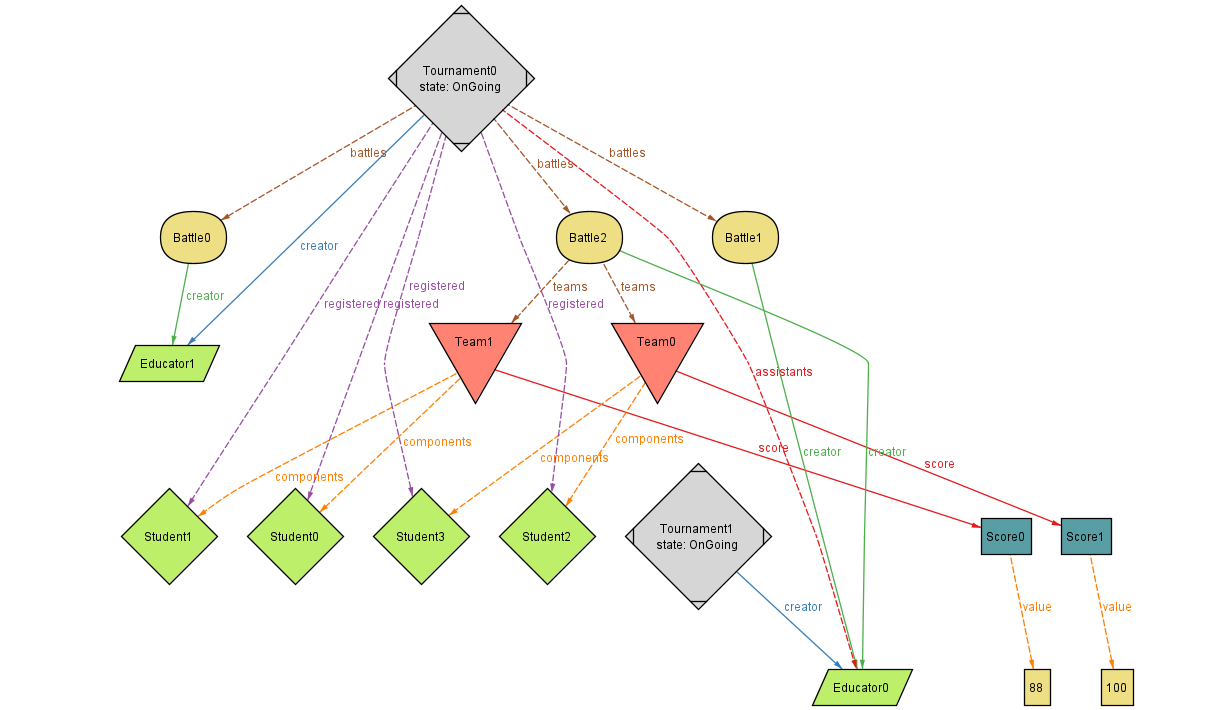 Tournament0
state: OnGoing
battles
battles
battles
Battle0
Battle2
Battle1
creator
registered
teams
teams
creator
registered
registered
registered
Team1
Team0
Educator1
assistants
components
components
components
score
creator
creator
score
components
Student1
Student0
Student3
Student2
Tournament1
state: OnGoing
Score0
Score1
creator
value
value
Educator0
88
100